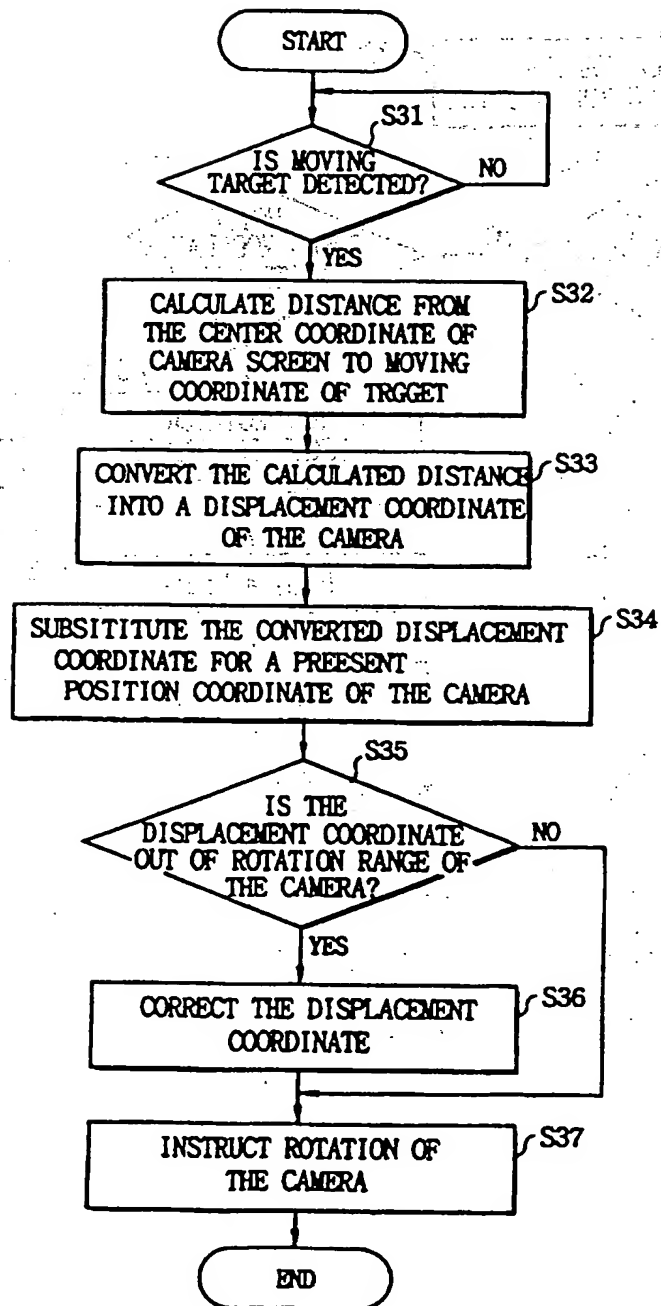 START
S31
IS MOVING
TARGET DETECTED?
NO
YES
CALCULATE DISTANCE FROM
THE CENTER COORDINATE OF
CAMERA SCREEN TO MOVING
COORDINATE OF TRGGET
S32
CONVERT THE CALCULATED DISTANCE
INTO A DISPLACEMENT COORDINATE
OF THE CAMERA
S33
SUBSITITUTE THE CONVERTED DISPLACEMENT
COORDINATE FOR A PREESENT
POSITION COORDINATE OF THE CAMERA
S34
S35
IS THE
DISPLACEMENT COORDINATE
OUT OF ROTATION RANGE OF
THE CAMERA?
NO
YES
CORRECT THE DISPLACEMENT
COORDINATE
S36
INSTRUCT ROTATION OF
THE CAMERA
S37
END